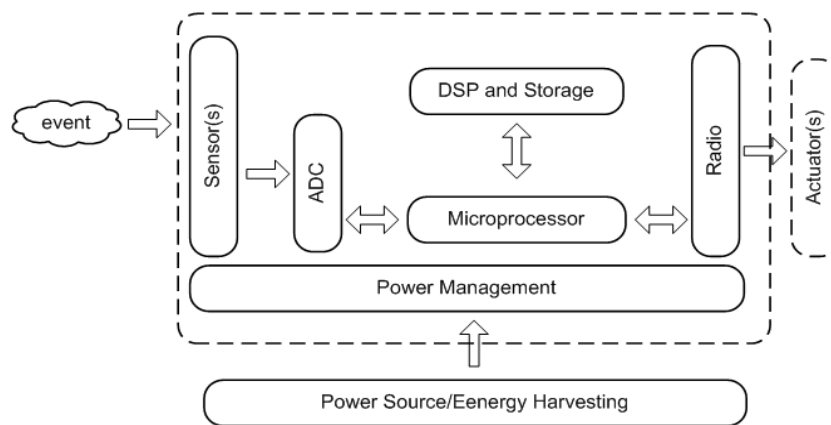 event
Sensor(s)
ADC
DSP and Storage
Microprocessor
Radio
Actuator(s)
Power Management
Power Source/Eenergy Harvesting